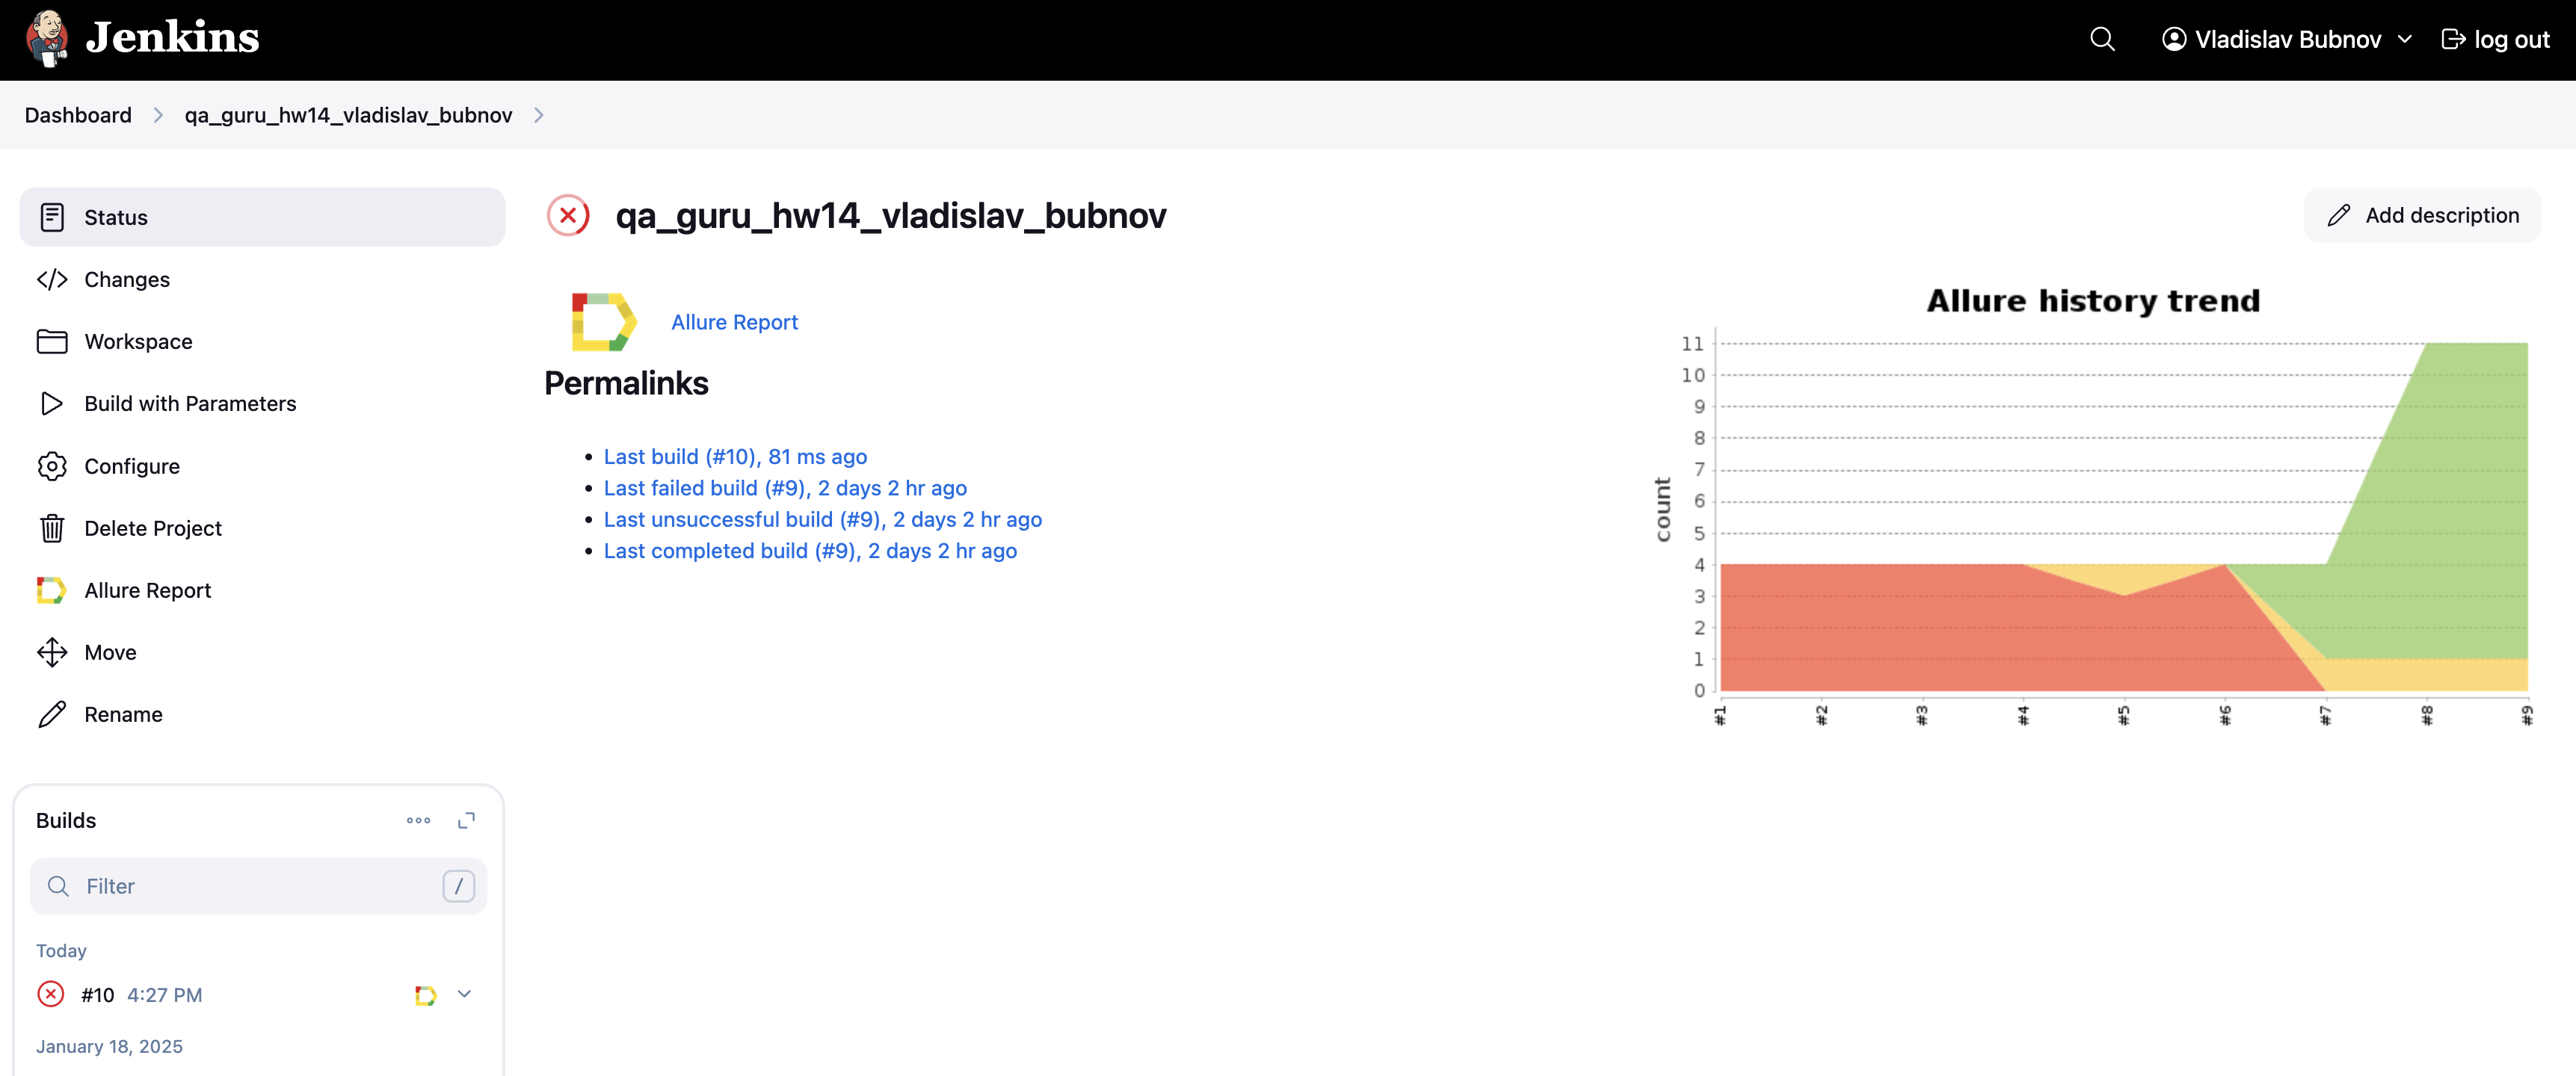 Jenkins
Vladislav Bubnov
log out
Dashboard
qa_guru_hw14_vladislav_bubnov
Status
Changes
Workspace
Build with Parameters
Configure
Delete Project
Allure Report
Move
Rename
Builds
Filter
/
Today
#10 4:27 PM
January 18, 2025
qa_guru_hw14_vladislav_bubnov
Add description
Allure Report
Permalinks
Last build (#10), 81 ms ago
Last failed build (#9), 2 days 2 hr ago
Last unsuccessful build (#9), 2 days 2 hr ago
Last completed build (#9), 2 days 2 hr ago
Allure history trend
count
11
10
9
8
7
6
5
4
3
2
1
0
#1
#2
#3
#4
#5
#6
#7
#8
#9